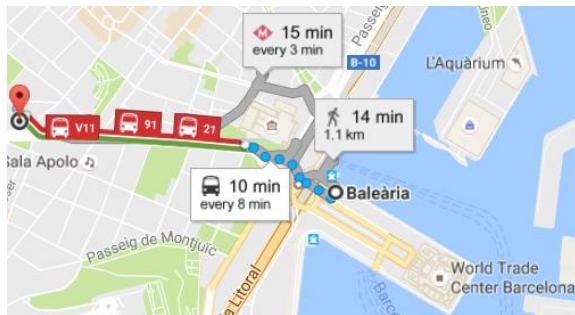 Passeig
M 15 min
every 3 min
B-10
L'Aquàrium
V11
91
21
14 min
1.1 km
Sala Apolo
10 min
every 8 min
Baleària
Passeig de Montjuïc
a Litoral
World Trade
Center Barcelona
Barce